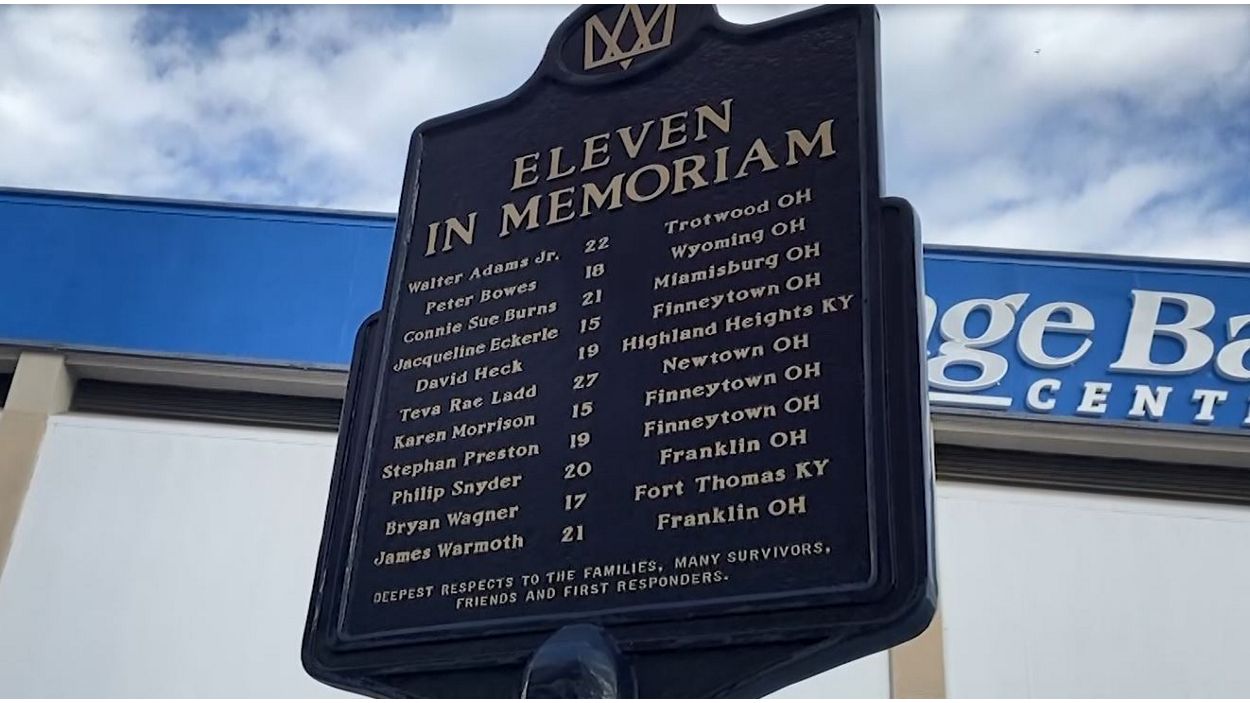 ELEVEN
IN MEMORIAM
Walter Adams Jr. 22 Trotwood OH
Peter Bowes 18 Wyoming OH
Connie Sue Burns 21 Miamisburg OH
Jacqueline Eckerle 15 Finneytown OH
David Heck 19 Highland Heights KY
Teva Rae Ladd 27 Newtown OH
Karen Morrison 15 Finneytown OH
Stephan Preston 19 Finneytown OH
Philip Snyder 20 Franklin OH
Bryan Wagner 17 Fort Thomas KY
James Warmoth 21 Franklin OH
DEEPEST RESPECTS TO THE FAMILIES, MANY SURVIVORS,
FRIENDS AND FIRST RESPONDERS.